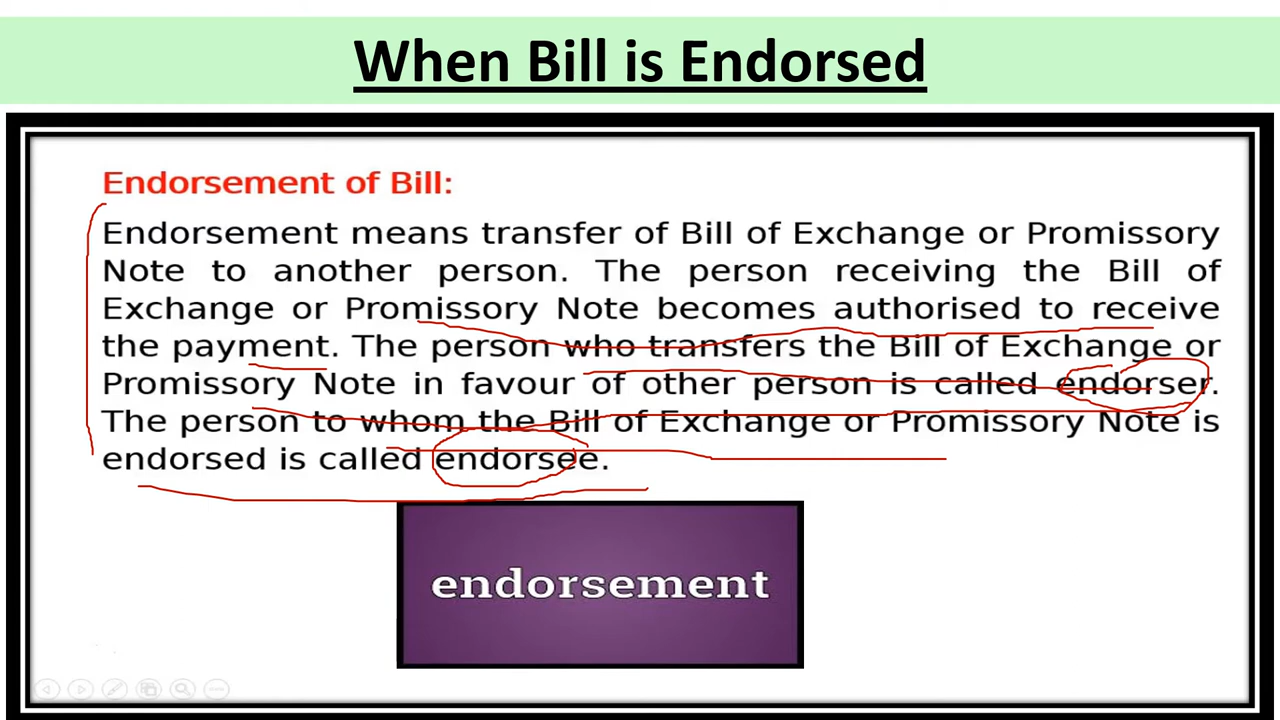 When Bill is Endorsed
Endorsement of Bill:
Endorsement means transfer of Bill of Exchange or Promissory
Note to another person. The person receiving the Bill of
Exchange or Promissory Note becomes authorised to receive
the payment. The person who transfers the Bill of Exchange or
Promissory Note in favour of other person is called endorser.
The person to whom the Bill of Exchange or Promissory Note is
endorsed is called endorsee.
endorsement